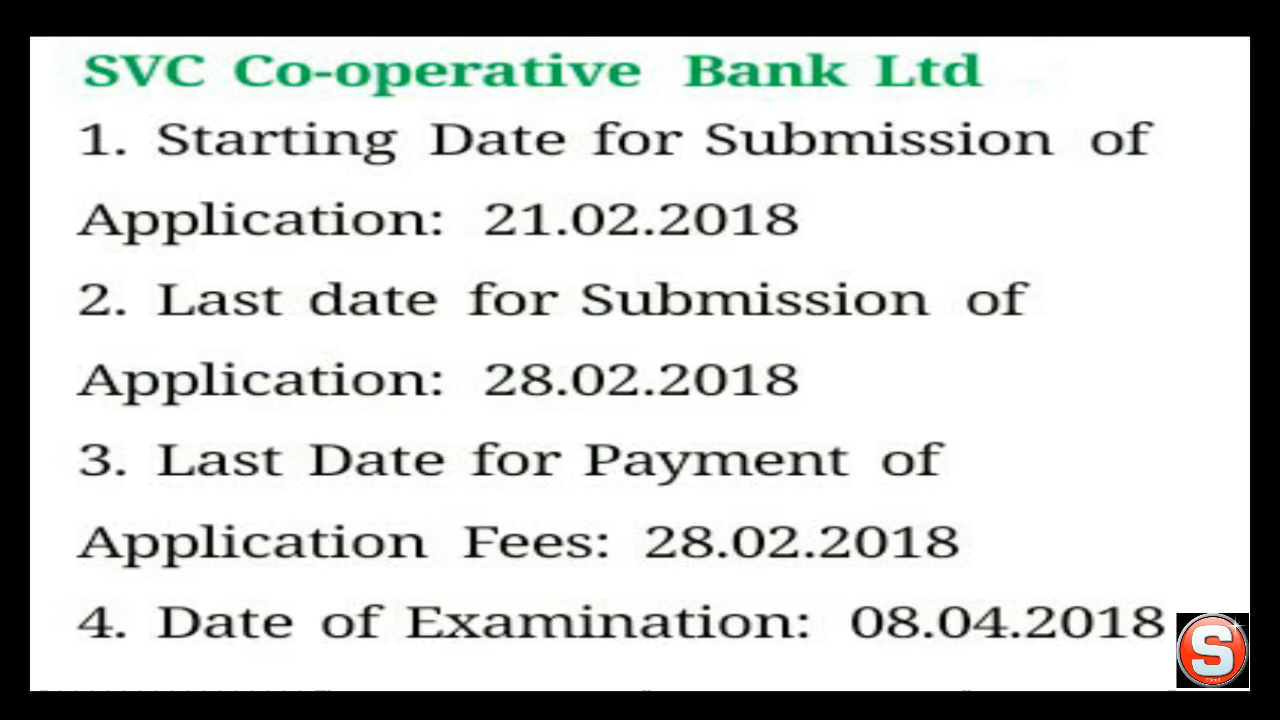 SVC Co-operative Bank Ltd
1. Starting Date for Submission of
Application: 21.02.2018
2. Last date for Submission of
Application: 28.02.2018
3. Last Date for Payment of
Application Fees: 28.02.2018
4. Date of Examination: 08.04.2018
S